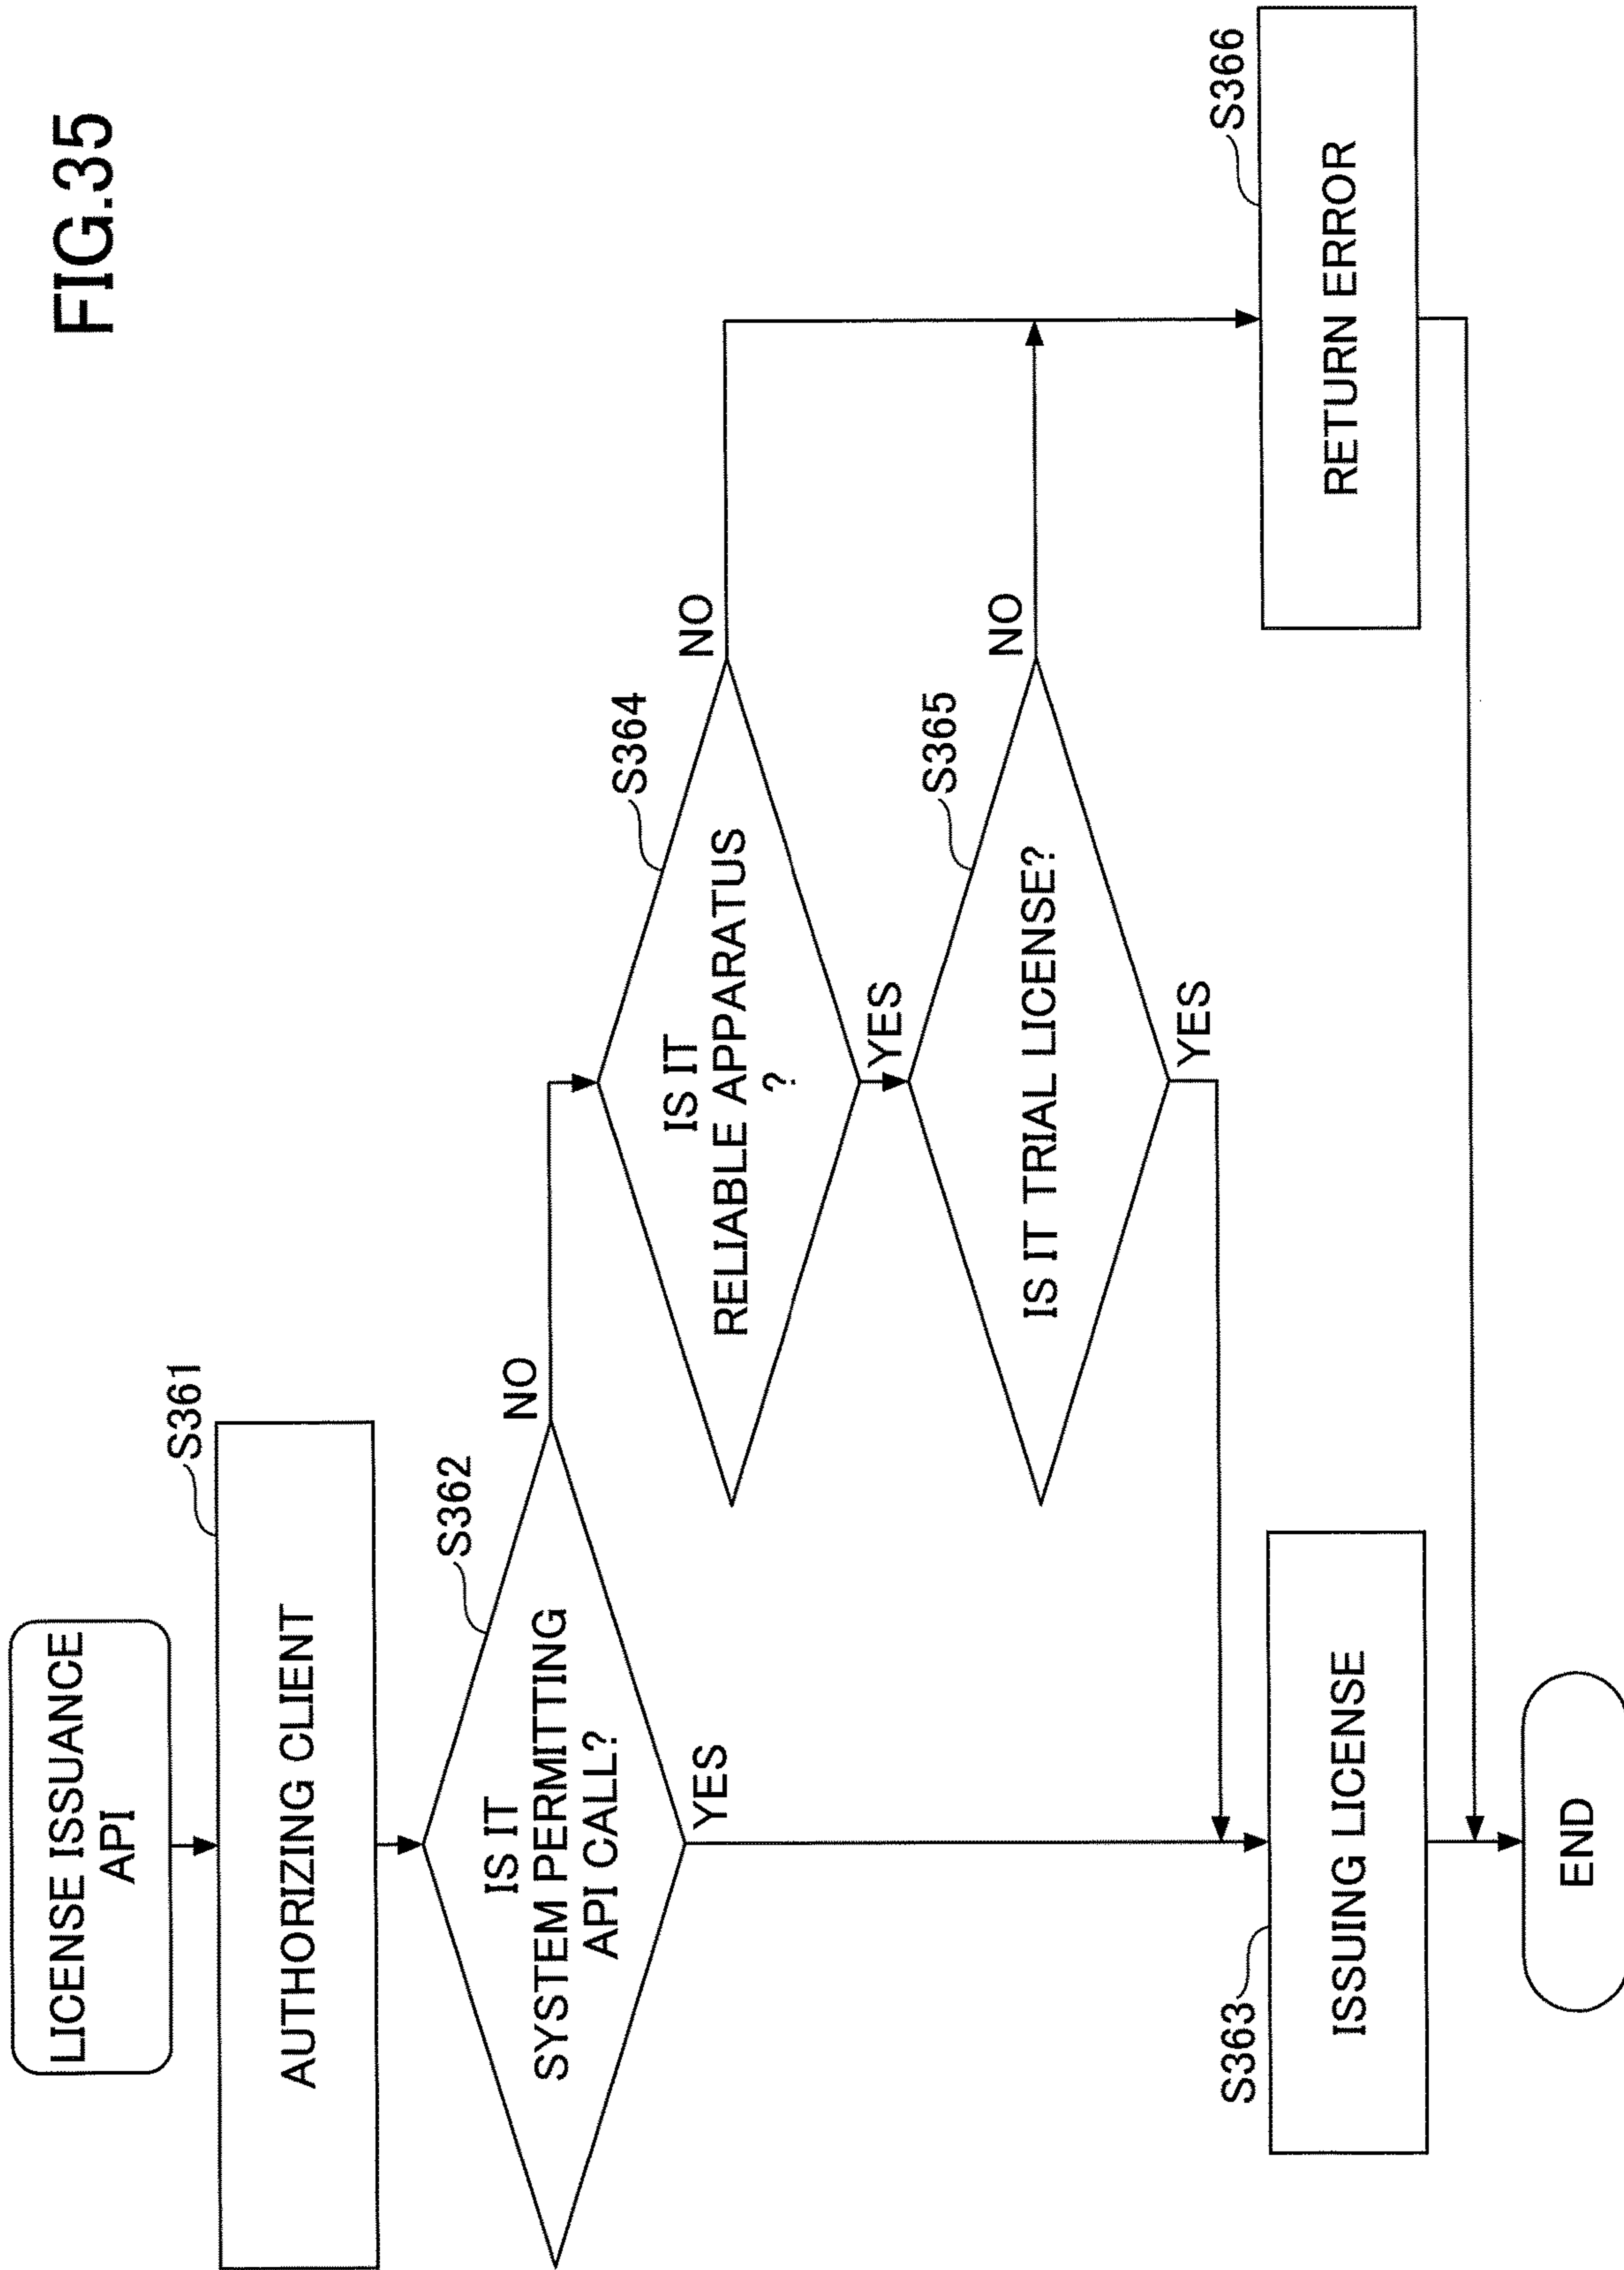 FIG.35
LICENSE ISSUANCE
API
S361
AUTHORIZING CLIENT
S362
IS IT
SYSTEM PERMITTING
API CALL?
NO
YES
S364
IS IT
RELIABLE APPARATUS
?
NO
YES
S365
IS IT TRIAL LICENSE?
NO
YES
S363
ISSUING LICENSE
S366
RETURN ERROR
END